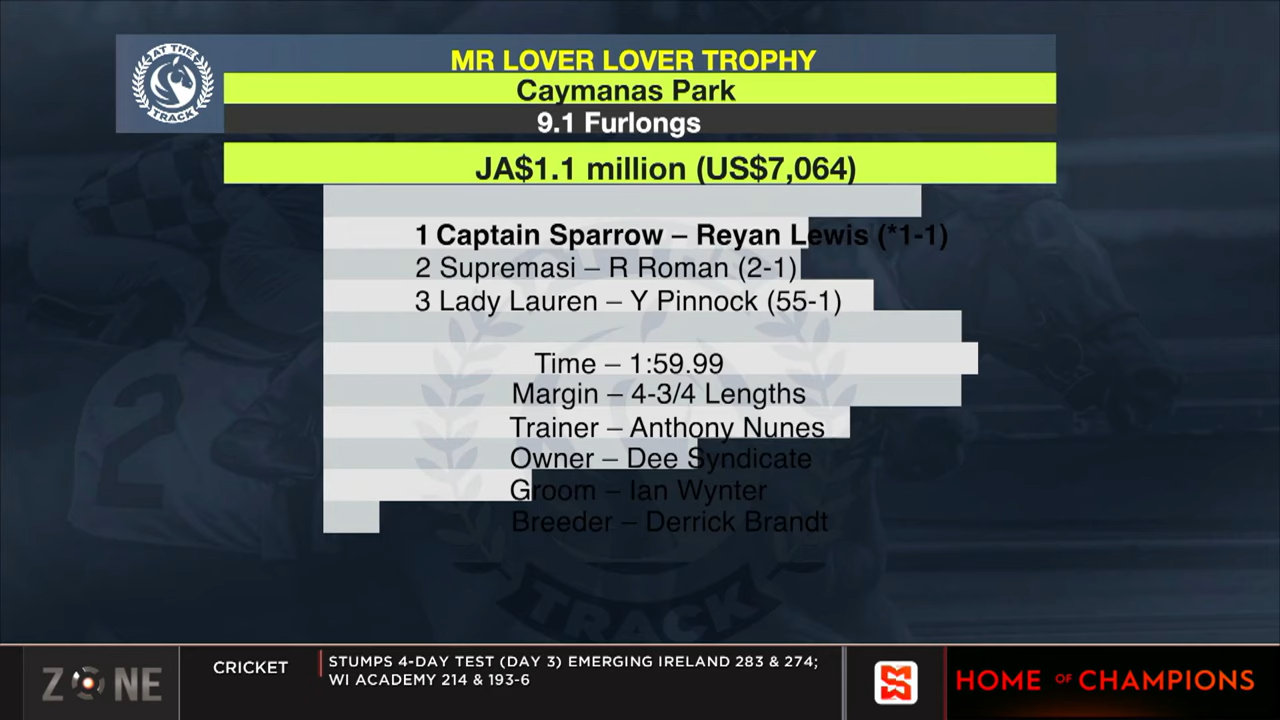 AT THE
TRACK
MR LOVER LOVER TROPHY
Caymanas Park
9.1 Furlongs
JA$1.1 million (US$7,064)
1 Captain Sparrow – Reyan Lewis (*1-1)
2 Supremasi – R Roman (2-1)
3 Lady Lauren – Y Pinnock (55-1)
Time – 1:59.99
Margin – 4-3/4 Lengths
Trainer – Anthony Nunes
Owner – Dee Syndicate
Groom – Ian Wynter
Breeder – Derrick Brandt
2
TRACK
ZONE
CRICKET
STUMPS 4-DAY TEST (DAY 3) EMERGING IRELAND 283 & 274;
WI ACADEMY 214 & 193-6
HOME OF CHAMPIONS